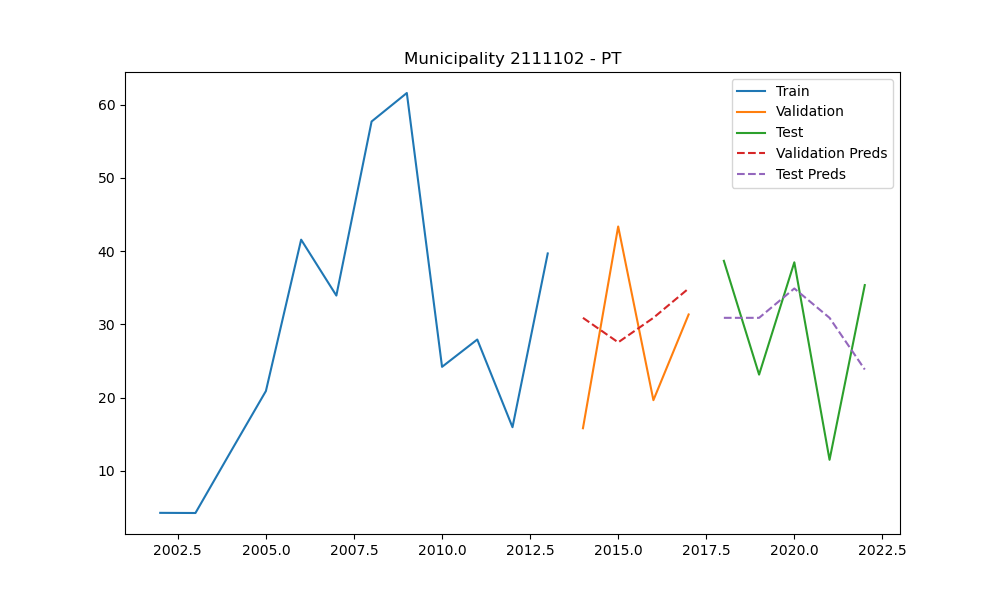 Municipality 2111102 - PT
Train
Validation
Test
Validation Preds
Test Preds
60
50
40
30
20
10
2002.5 2005.0 2007.5 2010.0 2012.5 2015.0 2017.5 2020.0 2022.5